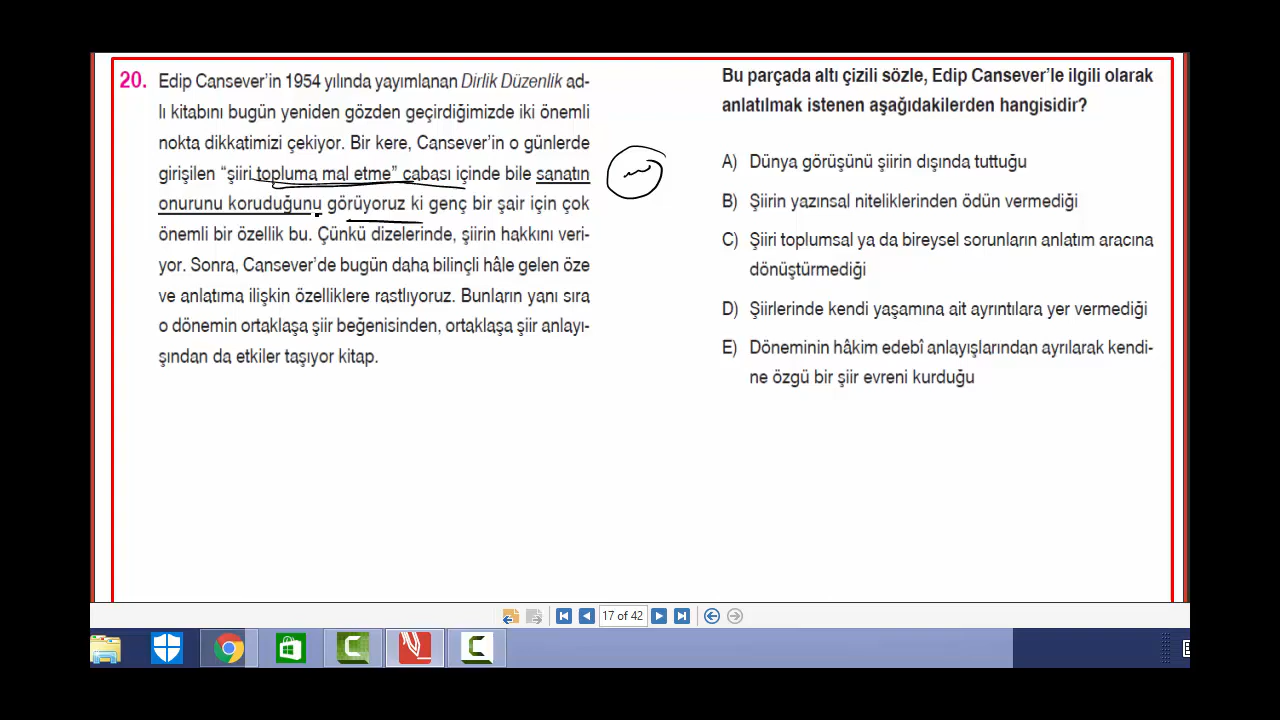 20. Edip Cansever'in 1954 yılında yayımlanan Dirlik Düzenlik ad-
lı kitabını bugün yeniden gözden geçirdiğimizde iki önemli
nokta dikkatimizi çekiyor. Bir kere, Cansever'in o günlerde
girişilen “şiiri topluma mal etme” çabası içinde bile sanatın
onurunu koruduğunu görüyoruz ki genç bir şair için çok
önemli bir özellik bu. Çünkü dizelerinde, şiirin hakkını veri-
yor. Sonra, Cansever'de bugün daha bilinçli hâle gelen öze
ve anlatıma ilişkin özelliklere rastlıyoruz. Bunların yanı sıra
o dönemin ortaklaşa şiir beğenisinden, ortaklaşa şiir anlayı-
şından da etkiler taşıyor kitap.
Bu parçada altı çizili sözle, Edip Cansever'le ilgili olarak
anlatılmak istenen aşağıdakilerden hangisidir?
A) Dünya görüşünü şiirin dışında tuttuğu
B) Şiirin yazınsal niteliklerinden ödün vermediği
C) Şiiri toplumsal ya da bireysel sorunların anlatım aracına
dönüştürmediği
D) Şiirlerinde kendi yaşamına ait ayrıntılara yer vermediği
E) Döneminin hâkim edebî anlayışlarından ayrılarak kendi-
ne özgü bir şiir evreni kurduğu
17 of 42